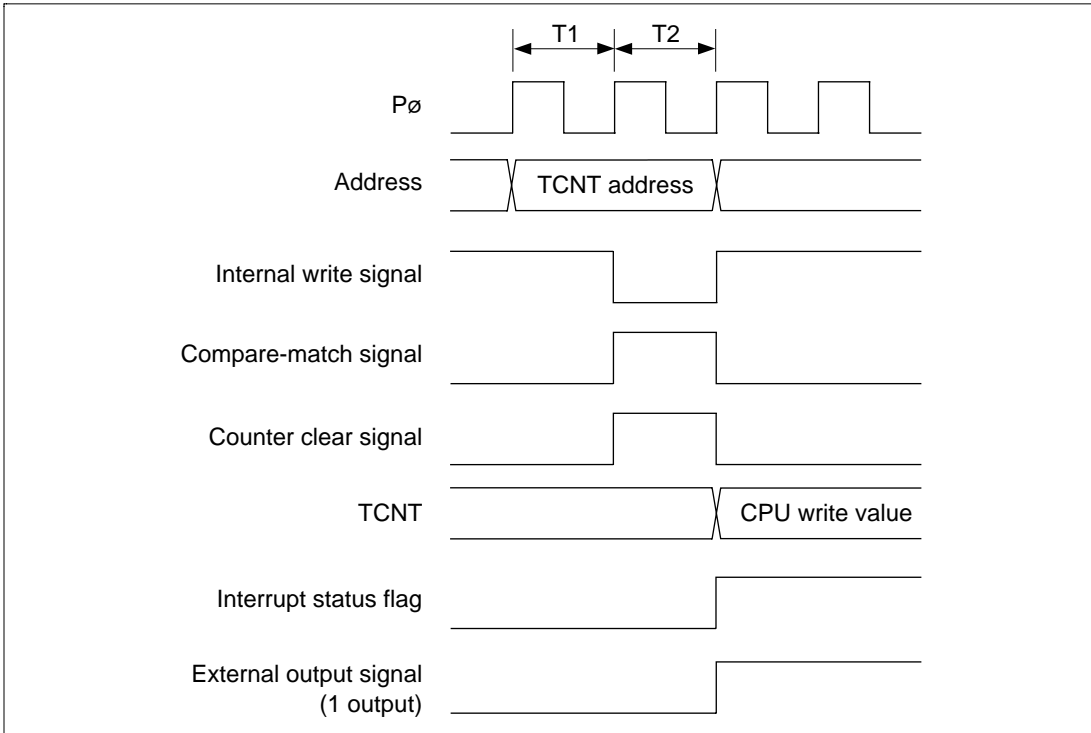 T1 T2
Pø
Address TCNT address
Internal write signal
Compare-match signal
Counter clear signal
TCNT CPU write value
Interrupt status flag
External output signal
(1 output)